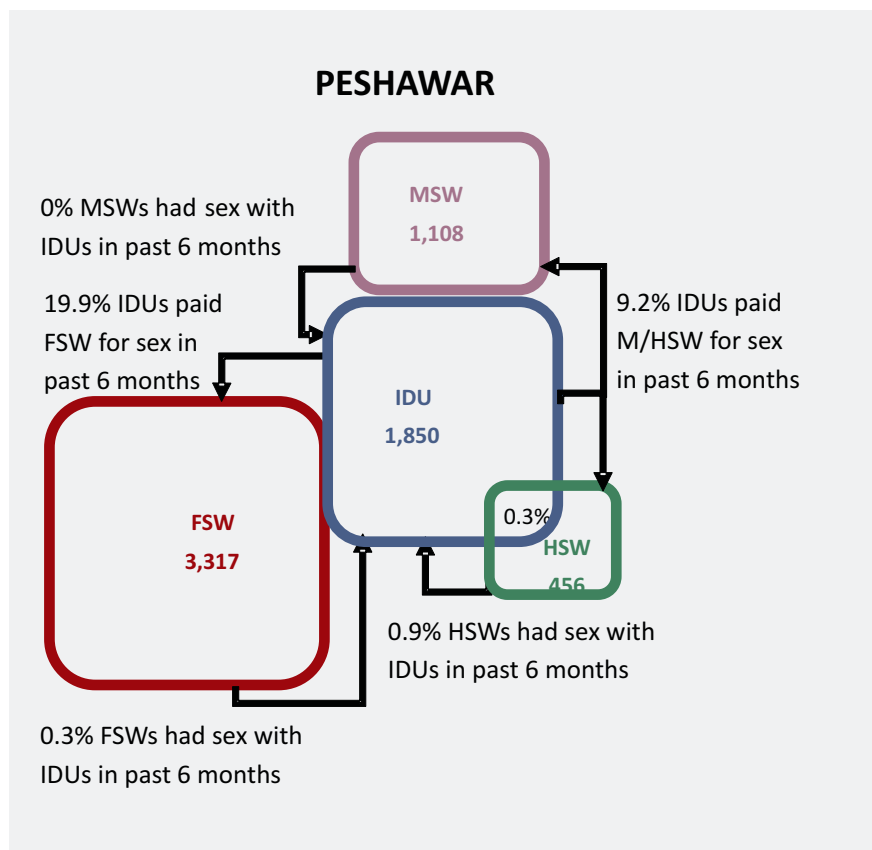 PESHAWAR
MSW
1,108
0% MSWs had sex with
IDUs in past 6 months
19.9% IDUs paid
FSW for sex in
past 6 months
9.2% IDUs paid
M/HSW for sex
in past 6 months
IDU
1,850
FSW
3,317
0.3%
HSW
456
0.9% HSWs had sex with
IDUs in past 6 months
0.3% FSWs had sex with
IDUs in past 6 months